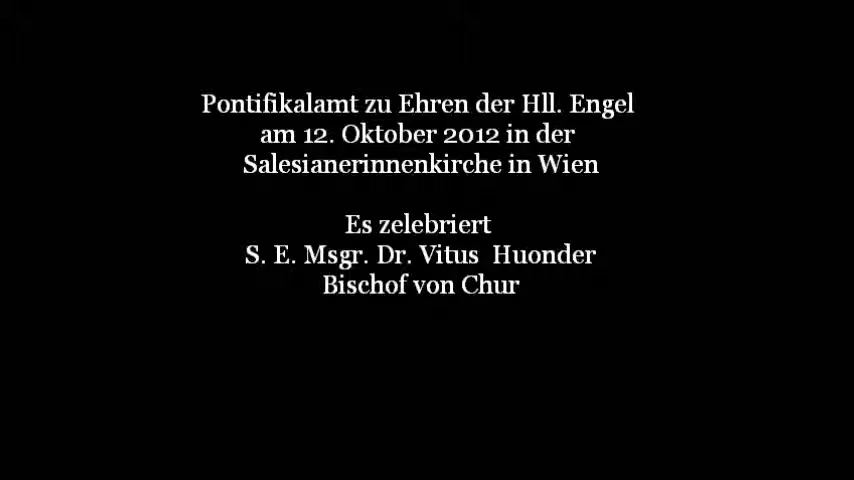 Pontifikalamt zu Ehren der Hll. Engel
am 12. Oktober 2012 in der
Salesianerinnenkirche in Wien
Es zelebriert
S. E. Msgr. Dr. Vitus Huonder
Bischof von Chur